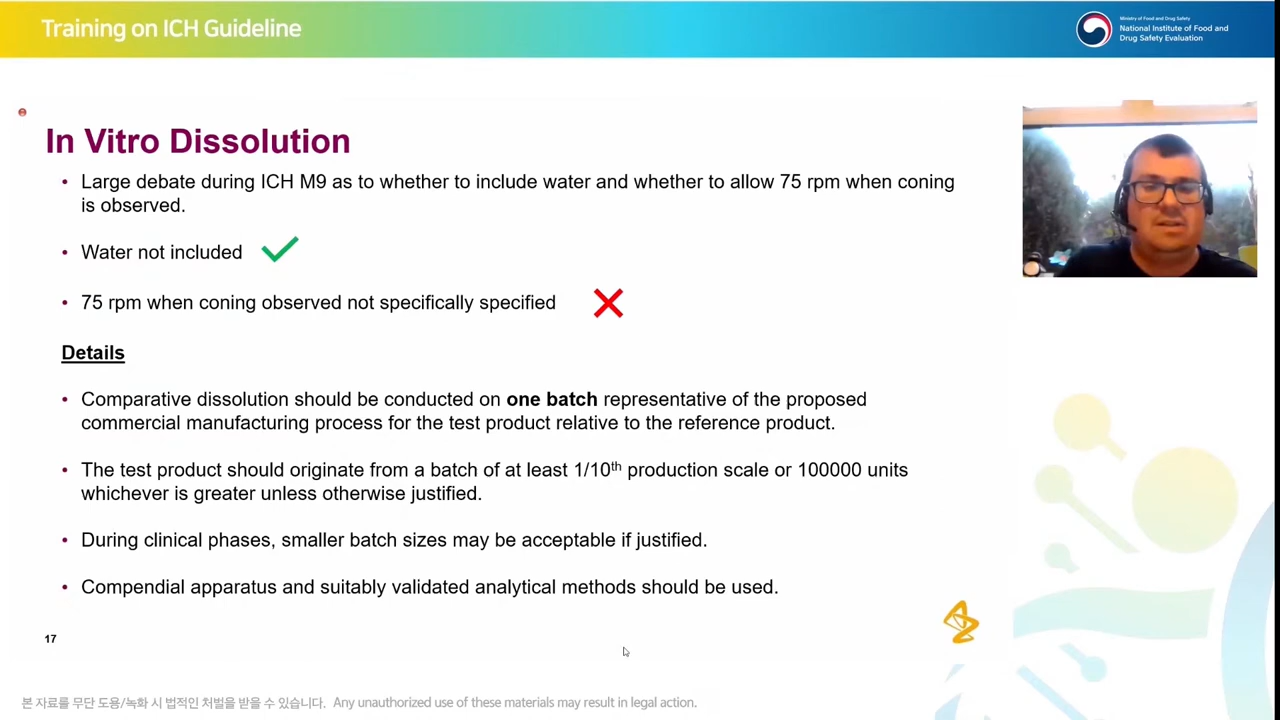 Training on ICH Guideline
Ministry of Food and Drug Safety
National Institute of Food and
Drug Safety Evaluation
In Vitro Dissolution
• Large debate during ICH M9 as to whether to include water and whether to allow 75 rpm when coning
is observed.
• Water not included
• 75 rpm when coning observed not specifically specified
Details
• Comparative dissolution should be conducted on one batch representative of the proposed
commercial manufacturing process for the test product relative to the reference product.
• The test product should originate from a batch of at least 1/10th production scale or 100000 units
whichever is greater unless otherwise justified.
• During clinical phases, smaller batch sizes may be acceptable if justified.
• Compendial apparatus and suitably validated analytical methods should be used.
17
본 자료를 무단 도용/녹화 시 법적인 처벌을 받을 수 있습니다. Any unauthorized use of these materials may result in legal action.